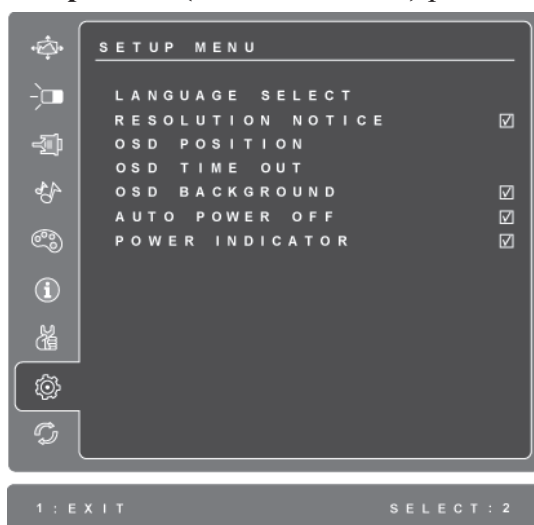 SETUP MENU
LANGUAGE SELECT
RESOLUTION NOTICE
OSD POSITION
OSD TIME OUT
OSD BACKGROUND
AUTO POWER OFF
POWER INDICATOR
1:EXIT SELECT:2